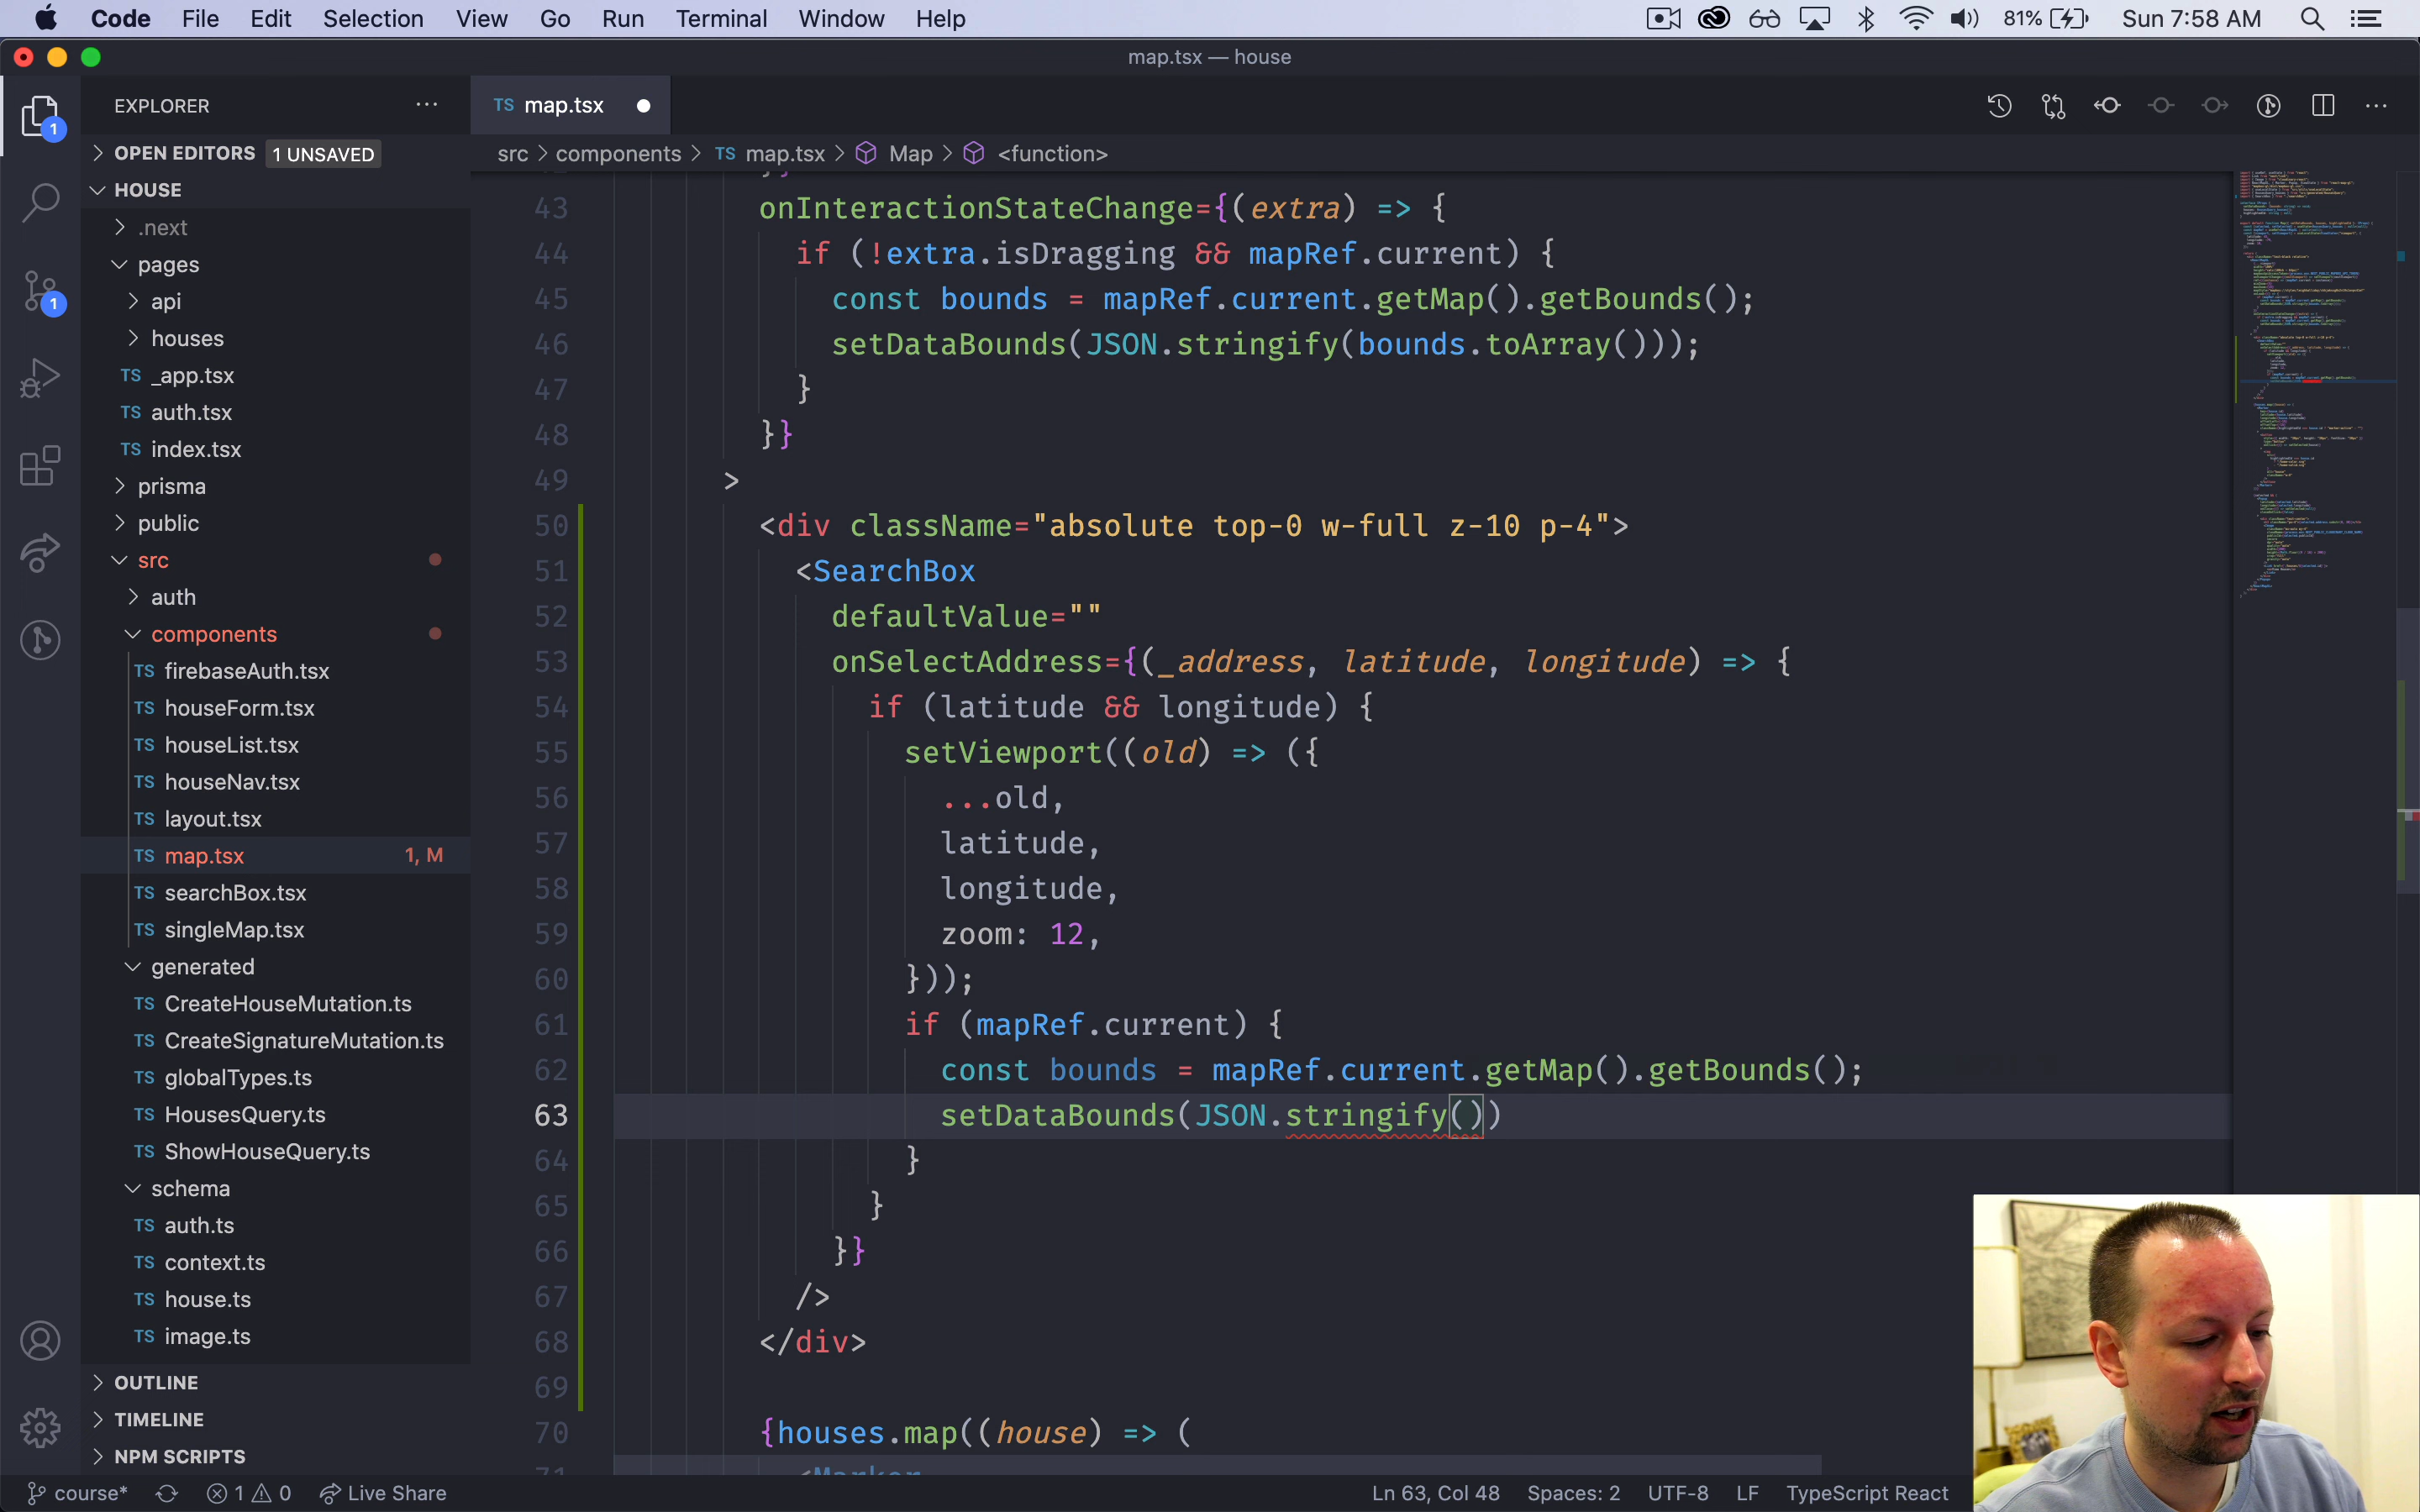 Code File Edit Selection View Go Run Terminal Window Help 81% Sun 7:58 AM
map.tsx — house
EXPLORER
TS map.tsx
OPEN EDITORS 1 UNSAVED
src > components > TS map.tsx > Map > <function>
HOUSE
.next
pages
api
houses
TS _app.tsx
TS auth.tsx
TS index.tsx
prisma
public
src
auth
components
TS firebaseAuth.tsx
TS houseForm.tsx
TS houseList.tsx
TS houseNav.tsx
TS layout.tsx
TS map.tsx 1, M
TS searchBox.tsx
TS singleMap.tsx
generated
TS CreateHouseMutation.ts
TS CreateSignatureMutation.ts
TS globalTypes.ts
TS HousesQuery.ts
TS ShowHouseQuery.ts
schema
TS auth.ts
TS context.ts
TS house.ts
TS image.ts
OUTLINE
TIMELINE
NPM SCRIPTS
1
1
43 onInteractionStateChange={(extra) => {
44 if (!extra.isDragging && mapRef.current) {
45 const bounds = mapRef.current.getMap().getBounds();
46 setDataBounds(JSON.stringify(bounds.toArray()));
47 }
48 }}
49 >
50 <div className="absolute top-0 w-full z-10 p-4">
51 <SearchBox
52 defaultValue=""
53 onSelectAddress={(_address, latitude, longitude) => {
54 if (latitude && longitude) {
55 setViewport((old) => ({
56 ...old,
57 latitude,
58 longitude,
59 zoom: 12,
60 }));
61 if (mapRef.current) {
62 const bounds = mapRef.current.getMap().getBounds();
63 setDataBounds(JSON.stringify())
64 }
65 }
66 }}
67 />
68 </div>
69
70 {houses.map((house) => (
71 <Marker
course* 1 0 Live Share Ln 63, Col 48 Spaces: 2 UTF-8 LF TypeScript React